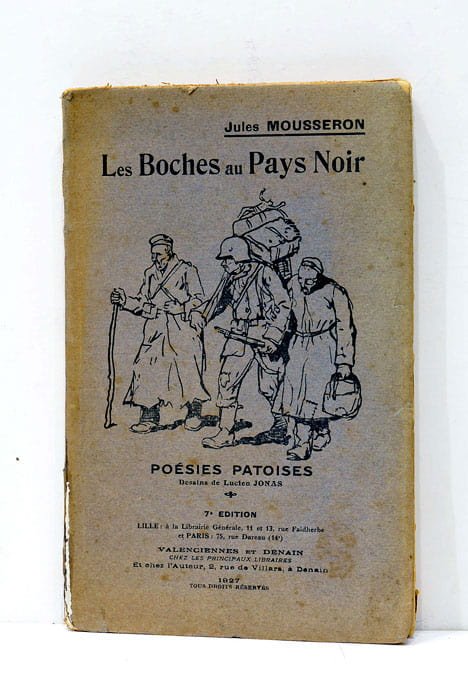 Jules MOUSSERON
Les Boches au Pays Noir
POÉSIES PATOISES
Dessins de Lucien JONAS
7e EDITION
LILLE : à la Librairie Générale, 11 et 13, rue Faidherbe
et PARIS : 75, rue Dareau (14e)
VALENCIENNES ET DENAIN
CHEZ LES PRINCIPAUX LIBRAIRES
Et chez l'Auteur, 2, rue de Villars, à Denain
1927
TOUS DROITS RÉSERVÉS